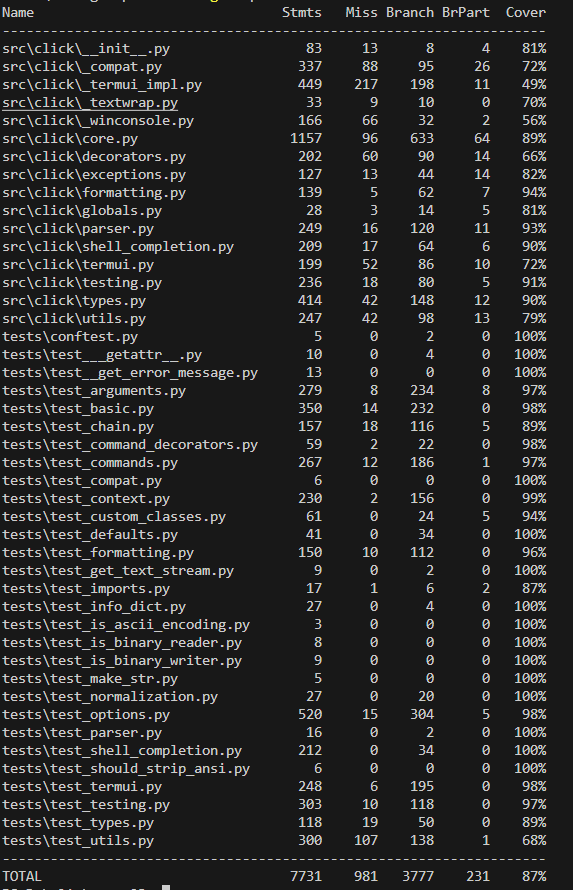 Name Stmts Miss Branch BrPart Cover
--------------------------------------------------------------------
src\click\__init__.py 83 13 8 4 81%
src\click\_compat.py 337 88 95 26 72%
src\click\_termui_impl.py 449 217 198 11 49%
src\click\_textwrap.py 33 9 10 0 70%
src\click\_winconsole.py 166 66 32 2 56%
src\click\core.py 1157 96 633 64 89%
src\click\decorators.py 202 60 90 14 66%
src\click\exceptions.py 127 13 44 14 82%
src\click\formatting.py 139 5 62 7 94%
src\click\globals.py 28 3 14 5 81%
src\click\parser.py 249 16 120 11 93%
src\click\shell_completion.py 209 17 64 6 90%
src\click\termui.py 199 52 86 10 72%
src\click\testing.py 236 18 80 5 91%
src\click\types.py 414 42 148 12 90%
src\click\utils.py 247 42 98 13 79%
tests\conftest.py 5 0 2 0 100%
tests\test___getattr__.py 10 0 4 0 100%
tests\test__get_error_message.py 13 0 0 0 100%
tests\test_arguments.py 279 8 234 8 97%
tests\test_basic.py 350 14 232 0 98%
tests\test_chain.py 157 18 116 5 89%
tests\test_command_decorators.py 59 2 22 0 98%
tests\test_commands.py 267 12 186 1 97%
tests\test_compat.py 6 0 0 0 100%
tests\test_context.py 230 2 156 0 99%
tests\test_custom_classes.py 61 0 24 5 94%
tests\test_defaults.py 41 0 34 0 100%
tests\test_formatting.py 150 10 112 0 96%
tests\test_get_text_stream.py 9 0 2 0 100%
tests\test_imports.py 17 1 6 2 87%
tests\test_info_dict.py 27 0 4 0 100%
tests\test_is_ascii_encoding.py 3 0 0 0 100%
tests\test_is_binary_reader.py 8 0 0 0 100%
tests\test_is_binary_writer.py 9 0 0 0 100%
tests\test_make_str.py 5 0 0 0 100%
tests\test_normalization.py 27 0 20 0 100%
tests\test_options.py 520 15 304 5 98%
tests\test_parser.py 16 0 2 0 100%
tests\test_shell_completion.py 212 0 34 0 100%
tests\test_should_strip_ansi.py 6 0 0 0 100%
tests\test_termui.py 248 6 195 0 98%
tests\test_testing.py 303 10 118 0 97%
tests\test_types.py 118 19 50 0 89%
tests\test_utils.py 300 107 138 1 68%
--------------------------------------------------------------------
TOTAL 7731 981 3777 231 87%